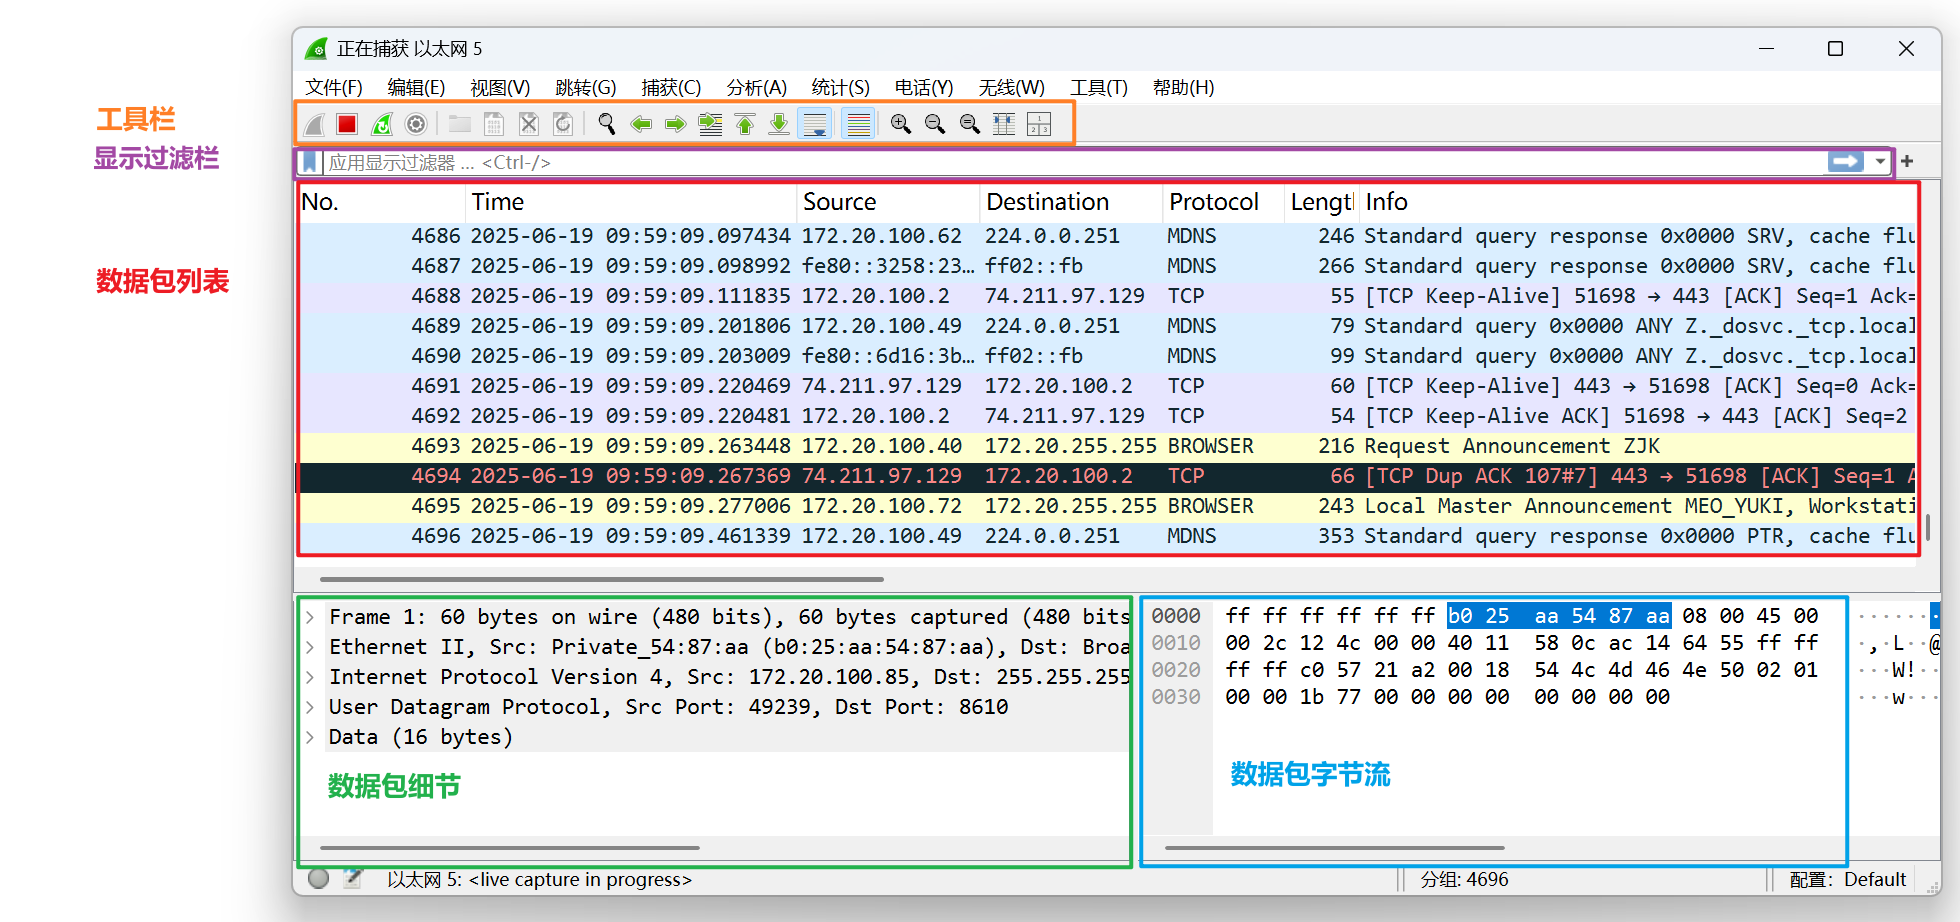 正在捕获 以太网 5
文件(F) 编辑(E) 视图(V) 跳转(G) 捕获(C) 分析(A) 统计(S) 电话(Y) 无线(W) 工具(T) 帮助(H)
工具栏
显示过滤栏
应用显示过滤器 … <Ctrl-/>
数据包列表
No. Time Source Destination Protocol Lengt Info
4686 2025-06-19 09:59:09.097434 172.20.100.62 224.0.0.251 MDNS 246 Standard query response 0x0000 SRV, cache flu
4687 2025-06-19 09:59:09.098992 fe80::3258:23… ff02::fb MDNS 266 Standard query response 0x0000 SRV, cache flu
4688 2025-06-19 09:59:09.111835 172.20.100.2 74.211.97.129 TCP 55 [TCP Keep-Alive] 51698 → 443 [ACK] Seq=1 Ack=
4689 2025-06-19 09:59:09.201806 172.20.100.49 224.0.0.251 MDNS 79 Standard query 0x0000 ANY Z._dosvc._tcp.local
4690 2025-06-19 09:59:09.203009 fe80::6d16:3b… ff02::fb MDNS 99 Standard query 0x0000 ANY Z._dosvc._tcp.local
4691 2025-06-19 09:59:09.220469 74.211.97.129 172.20.100.2 TCP 60 [TCP Keep-Alive] 443 → 51698 [ACK] Seq=0 Ack=
4692 2025-06-19 09:59:09.220481 172.20.100.2 74.211.97.129 TCP 54 [TCP Keep-Alive ACK] 51698 → 443 [ACK] Seq=2
4693 2025-06-19 09:59:09.263448 172.20.100.40 172.20.255.255 BROWSER 216 Request Announcement ZJK
4694 2025-06-19 09:59:09.267369 74.211.97.129 172.20.100.2 TCP 66 [TCP Dup ACK 107#7] 443 → 51698 [ACK] Seq=1 A
4695 2025-06-19 09:59:09.277006 172.20.100.72 172.20.255.255 BROWSER 243 Local Master Announcement MEO_YUKI, Workstati
4696 2025-06-19 09:59:09.461339 172.20.100.49 224.0.0.251 MDNS 353 Standard query response 0x0000 PTR, cache flu
Frame 1: 60 bytes on wire (480 bits), 60 bytes captured (480 bits
Ethernet II, Src: Private_54:87:aa (b0:25:aa:54:87:aa), Dst: Broa
Internet Protocol Version 4, Src: 172.20.100.85, Dst: 255.255.255
User Datagram Protocol, Src Port: 49239, Dst Port: 8610
Data (16 bytes)
数据包细节
0000 ff ff ff ff ff ff b0 25 aa 54 87 aa 08 00 45 00 ·······
0010 00 2c 12 4c 00 00 40 11 58 0c ac 14 64 55 ff ff ·,·L··@
0020 ff ff c0 57 21 a2 00 18 54 4c 4d 46 4e 50 02 01 ···W!··
0030 00 00 1b 77 00 00 00 00 00 00 00 00 ···w···
数据包字节流
以太网 5: <live capture in progress> 分组: 4696 配置: Default